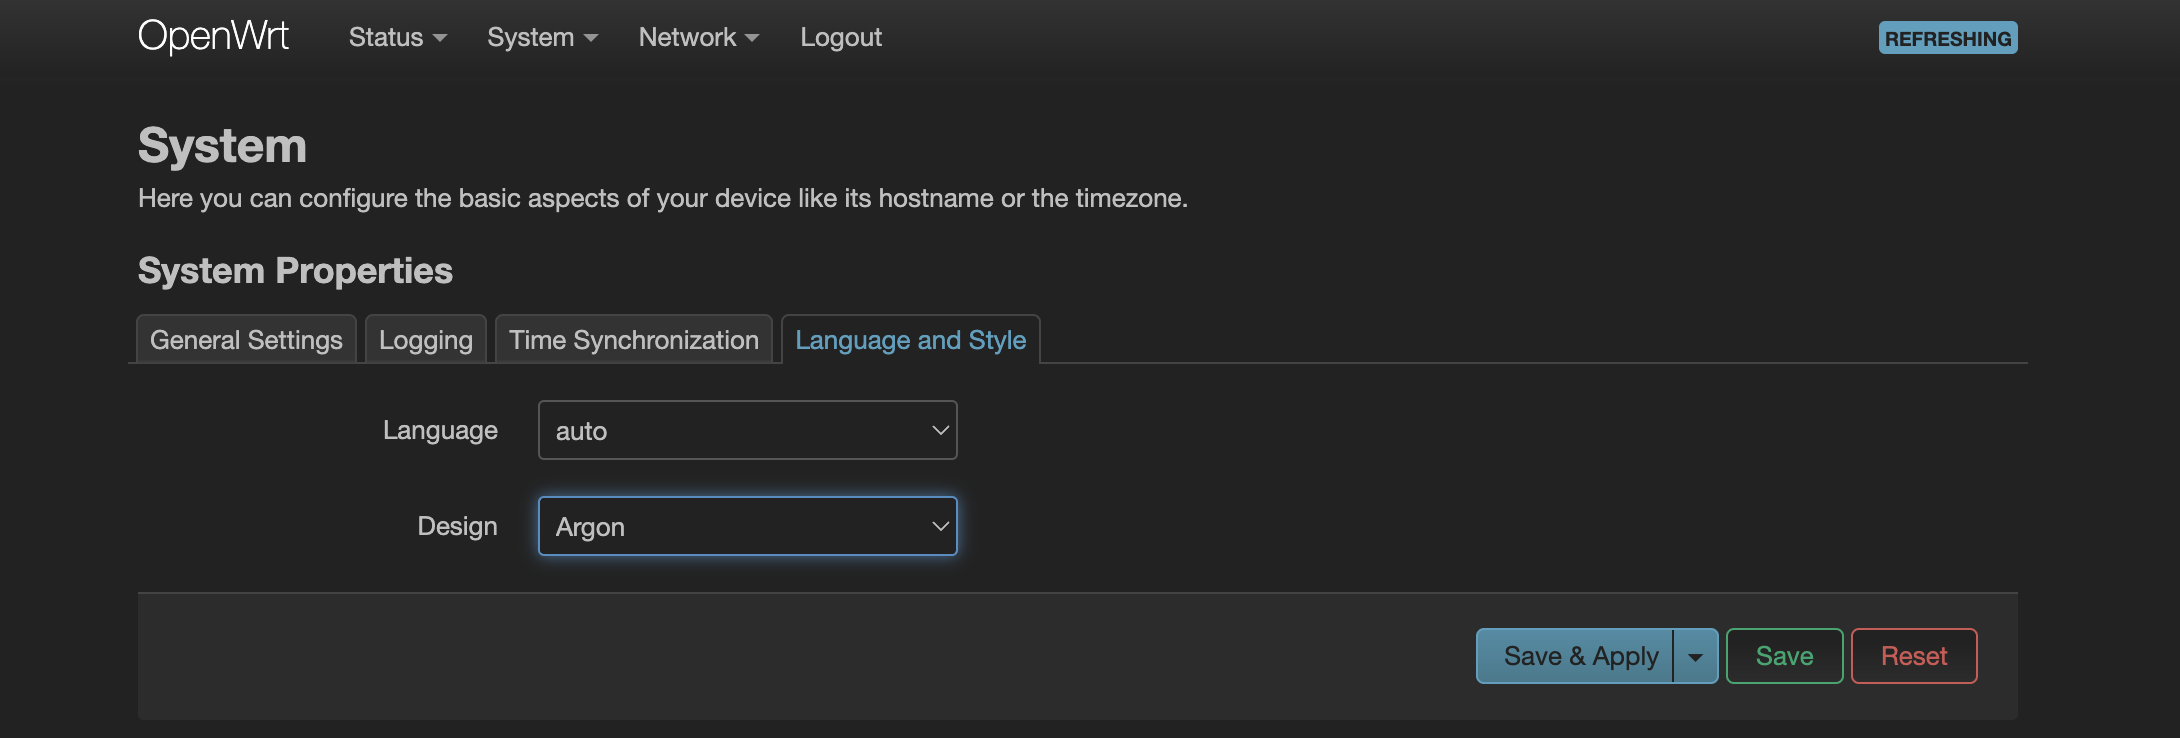 OpenWrt Status System Network Logout REFRESHING
System
Here you can configure the basic aspects of your device like its hostname or the timezone.
System Properties
General Settings Logging Time Synchronization Language and Style
Language auto
Design Argon
Save & Apply Save Reset